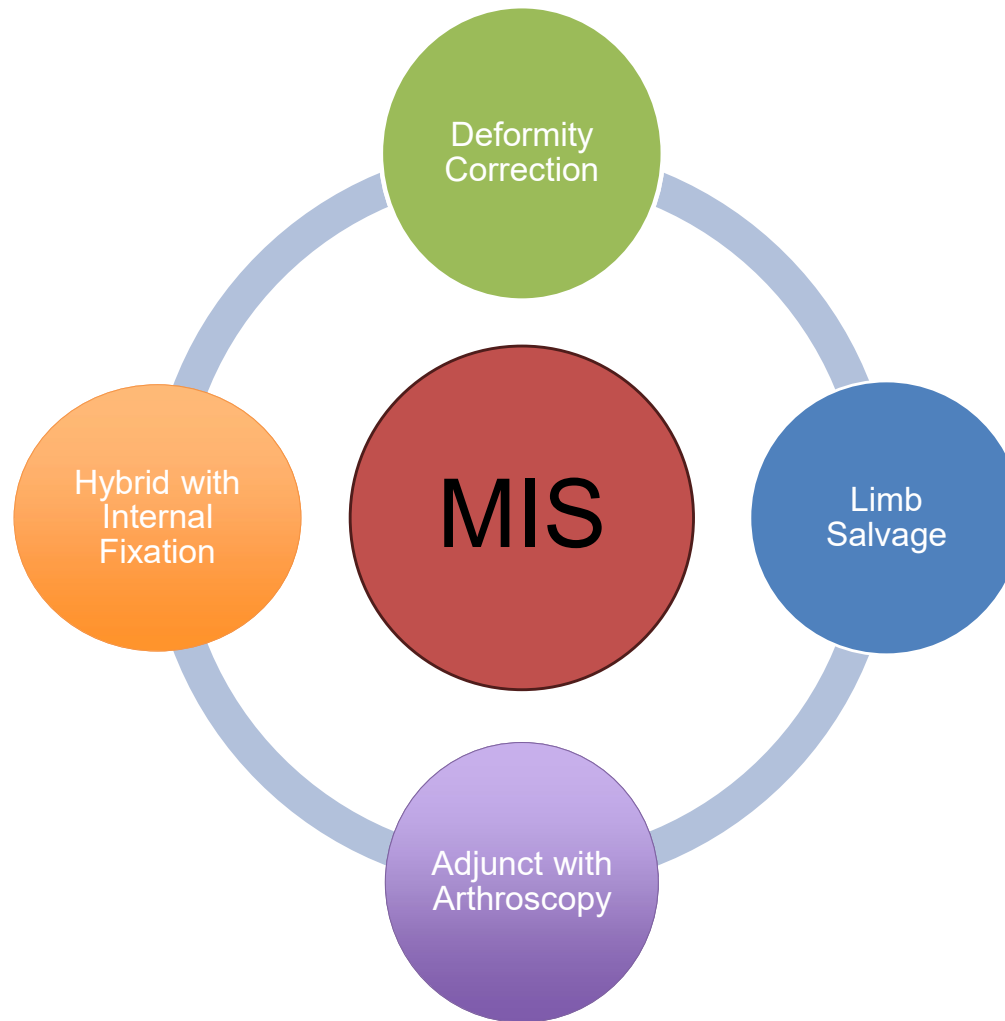 Deformity
Correction
Hybrid with
Internal
Fixation
MIS
Limb
Salvage
Adjunct with
Arthroscopy